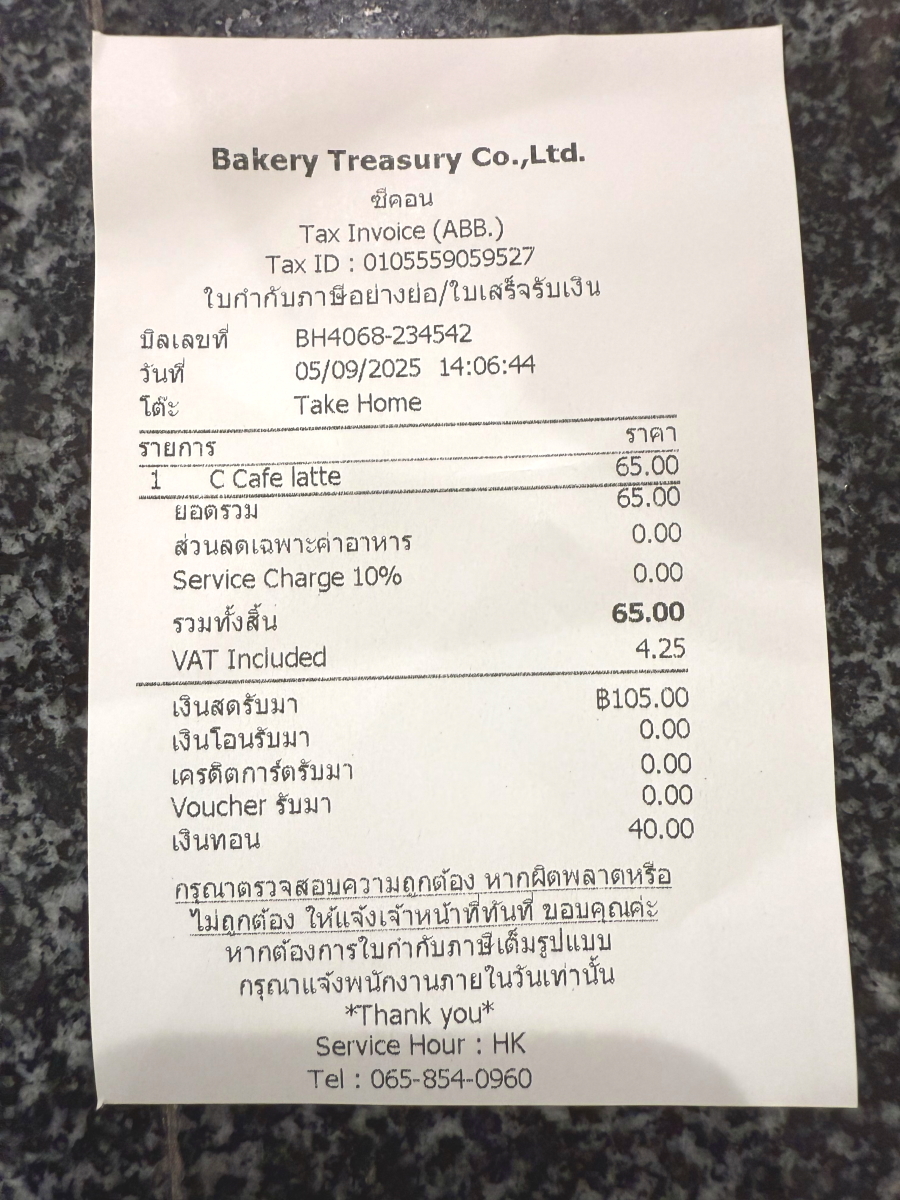 Bakery Treasury Co.,Ltd.
ซีคอน
Tax Invoice (ABB.)
Tax ID : 0105559059527
ใบกำกับภาษีอย่างย่อ/ใบเสร็จรับเงิน
บิลเลขที่ BH4068-234542
วันที่ 05/09/2025 14:06:44
โต๊ะ Take Home
รายการ ราคา
1 C Cafe latte 65.00
ยอดรวม 65.00
ส่วนลดเฉพาะค่าอาหาร 0.00
Service Charge 10% 0.00
รวมทั้งสิ้น 65.00
VAT Included 4.25
เงินสดรับมา ฿105.00
เงินโอนรับมา 0.00
เครดิตการ์ดรับมา 0.00
Voucher รับมา 0.00
เงินทอน 40.00
กรุณาตรวจสอบความถูกต้อง หากผิดพลาดหรือ
ไม่ถูกต้อง ให้แจ้งเจ้าหน้าที่ทันที ขอบคุณค่ะ
หากต้องการใบกำกับภาษีเต็มรูปแบบ
กรุณาแจ้งพนักงานภายในวันเท่านั้น
*Thank you*
Service Hour : HK
Tel : 065-854-0960